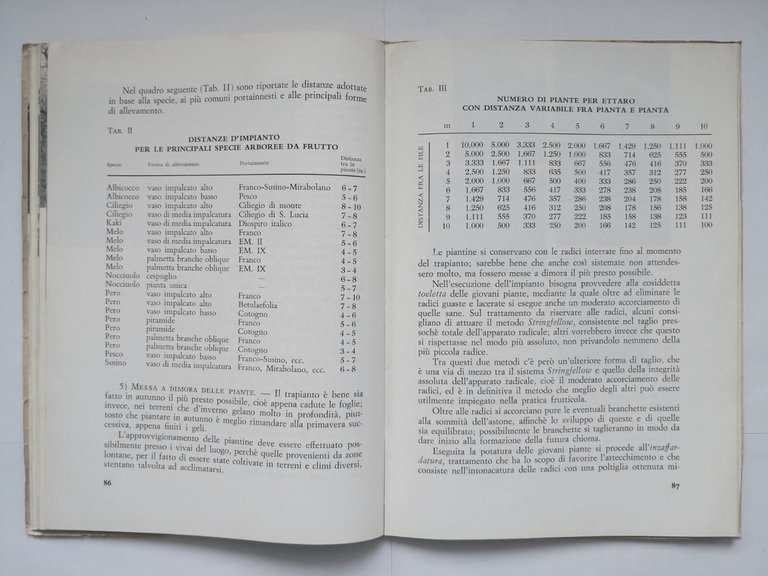 Nel quadro seguente (Tab. II) sono riportate le distanze adottate
in base alla specie, ai più comuni portainnesti e alle principali forme
di allevamento.
TAB. II
DISTANZE D'IMPIANTO
PER LE PRINCIPALI SPECIE ARBOREE DA FRUTTO
Specie Forma di allevamento Portainnesto Distanza fra le piante (m.)
Albicocco vaso impalcato alto Franco-Susino-Mirabolano 6 - 7
Albicocco vaso impalcato basso Pesco 5 - 6
Ciliegio vaso impalcato alto Ciliegio di monte 8 - 10
Ciliegio vaso di media impalcatura Ciliegio di S. Lucia 7 - 8
Kaki vaso di media impalcatura Diospiro italico 6 - 7
Melo vaso impalcato alto Franco 7 - 8
Melo vaso di media impalcatura EM. II 5 - 6
Melo vaso impalcato basso EM. IX 4 - 5
Melo palmetta branche oblique Franco 4 - 5
Melo palmetta branche oblique EM. IX 3 - 4
Nocciuolo cespuglio — 6 - 8
Nocciuolo pianta unica — 5 - 7
Pero vaso impalcato alto Franco 7 - 10
Pero vaso impalcato alto Betulaefolia 7 - 8
Pero vaso impalcato basso Cotogno 4 - 6
Pero piramide Franco 5 - 6
Pero piramide Cotogno 4 - 5
Pero palmetta branche oblique Franco 4 - 5
Pero palmetta branche oblique Cotogno 3 - 4
Pesco vaso impalcato basso Franco-Susino, ecc. 5 - 7
Susino vaso di media impalcatura Franco, Mirabolano, ecc. 6 - 8
5) MESSA A DIMORA DELLE PIANTE. — Il trapianto è bene sia
fatto in autunno il più presto possibile, cioè appena cadute le foglie;
invece, nei terreni che d'inverno gelano molto in profondità, piut-
tosto che piantare in autunno è meglio rimandare alla primavera suc-
cessiva, appena finiti i geli.
L'approvvigionamento delle piantine deve essere effettuato pos-
sibilmente presso i vivai del luogo, perchè quelle provenienti da zone
lontane, per il fatto di essere state coltivate in terreni e climi diversi,
stentano talvolta ad acclimatarsi.
86
TAB. III
NUMERO DI PIANTE PER ETTARO
CON DISTANZA VARIABILE FRA PIANTA E PIANTA
m 1 2 3 4 5 6 7 8 9 10
DISTANZA FRA LE FILE
1 10.000 5.000 3.333 2.500 2.000 1.667 1.429 1.250 1.111 1.000
2 5.000 2.500 1.667 1.250 1.000 833 714 625 555 500
3 3.333 1.667 1.111 833 667 556 476 416 370 333
4 2.500 1.250 833 635 500 417 357 312 277 250
5 2.000 1.000 667 500 400 333 286 250 222 200
6 1.667 833 556 417 333 278 238 208 185 166
7 1.429 714 476 357 286 238 204 178 158 142
8 1.250 625 416 312 250 208 178 156 138 125
9 1.111 555 370 277 222 185 158 138 123 111
10 1.000 500 333 250 200 166 142 125 111 100
Le piantine si conservano con le radici interrate fino al momento
del trapianto; sarebbe bene che anche così sistemate non attendes-
sero molto, ma fossero messe a dimora il più presto possibile.
Nell'esecuzione dell'impianto bisogna provvedere alla cosiddetta
toeletta delle giovani piante, mediante la quale oltre ad eliminare le
radici guaste e lacerate si esegue anche un moderato accorciamento di
quelle sane. Sul trattamento da riservare alle radici, alcuni consi-
gliano di attuare il metodo Stringfellow, consistente nel taglio pres-
sochè totale dell'apparato radicale; altri vorrebbero invece che questo
si rispettasse nel modo più assoluto, non privandolo nemmeno della
più piccola radice.
Tra questi due metodi c'è però un'ulteriore forma di taglio, che
è una via di mezzo tra il sistema Stringfellow e quello della integrità
assoluta dell'apparato radicale, cioè il moderato accorciamento delle
radici, ed è in definitiva il metodo che meglio degli altri può essere
utilmente impiegato nella pratica frutticola.
Oltre alle radici si accorciano pure le eventuali branchette esistenti
alla sommità dell'astone, affinchè lo sviluppo di queste e di quelle
sia equilibrato; possibilmente le branchette si taglieranno in modo da
dare inizio alla formazione della futura chioma.
Eseguita la potatura delle giovani piante si procede all'inzaffar-
datura, trattamento che ha lo scopo di favorire l'attecchimento e che
consiste nell'intonacatura delle radici con una poltiglia ottenuta mi-
87